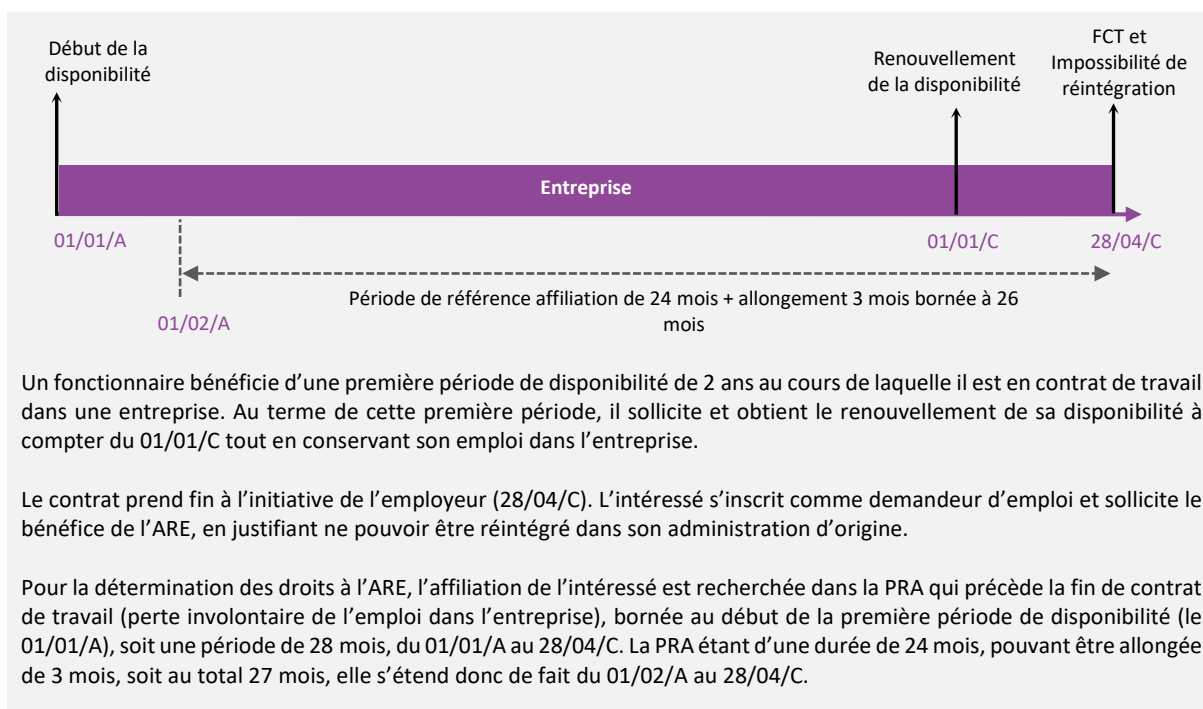 Début de la
disponibilité
Renouvellement
de la disponibilité
FCT et
Impossibilité de
réintégration
Entreprise
01/01/A
01/01/C
28/04/C
Période de référence affiliation de 24 mois + allongement 3 mois bornée à 26
mois
01/02/A
Un fonctionnaire bénéficie d’une première période de disponibilité de 2 ans au cours de laquelle il est en contrat de travail
dans une entreprise. Au terme de cette première période, il sollicite et obtient le renouvellement de sa disponibilité à
compter du 01/01/C tout en conservant son emploi dans l’entreprise.
Le contrat prend fin à l’initiative de l’employeur (28/04/C). L’intéressé s’inscrit comme demandeur d’emploi et sollicite le
bénéfice de l’ARE, en justifiant ne pouvoir être réintégré dans son administration d’origine.
Pour la détermination des droits à l’ARE, l’affiliation de l’intéressé est recherchée dans la PRA qui précède la fin de contrat
de travail (perte involontaire de l’emploi dans l’entreprise), bornée au début de la première période de disponibilité (le
01/01/A), soit une période de 28 mois, du 01/01/A au 28/04/C. La PRA étant d’une durée de 24 mois, pouvant être allongée
de 3 mois, soit au total 27 mois, elle s’étend donc de fait du 01/02/A au 28/04/C.